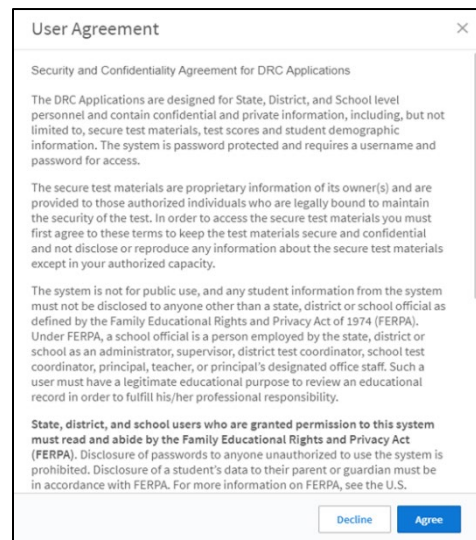 User Agreement
Security and Confidentiality Agreement for DRC Applications
The DRC Applications are designed for State, District, and School level
personnel and contain confidential and private information, including, but not
limited to, secure test materials, test scores and student demographic
information. The system is password protected and requires a username and
password for access.
The secure test materials are proprietary information of its owner(s) and are
provided to those authorized individuals who are legally bound to maintain
the security of the test. In order to access the secure test materials you must
first agree to these terms to keep the test materials secure and confidential
and not disclose or reproduce any information about the secure test materials
except in your authorized capacity.
The system is not for public use, and any student information from the system
must not be disclosed to anyone other than a state, district or school official as
defined by the Family Educational Rights and Privacy Act of 1974 (FERPA).
Under FERPA, a school official is a person employed by the state, district or
school as an administrator, supervisor, district test coordinator, school test
coordinator, principal, teacher, or principal's designated office staff. Such a
user must have a legitimate educational purpose to review an educational
record in order to fulfill his/her professional responsibility.
State, district, and school users who are granted permission to this system
must read and abide by the Family Educational Rights and Privacy Act
(FERPA). Disclosure of passwords to anyone unauthorized to use the system is
prohibited. Disclosure of a student's data to their parent or guardian must be
in accordance with FERPA. For more information on FERPA, see the U.S.
Decline Agree